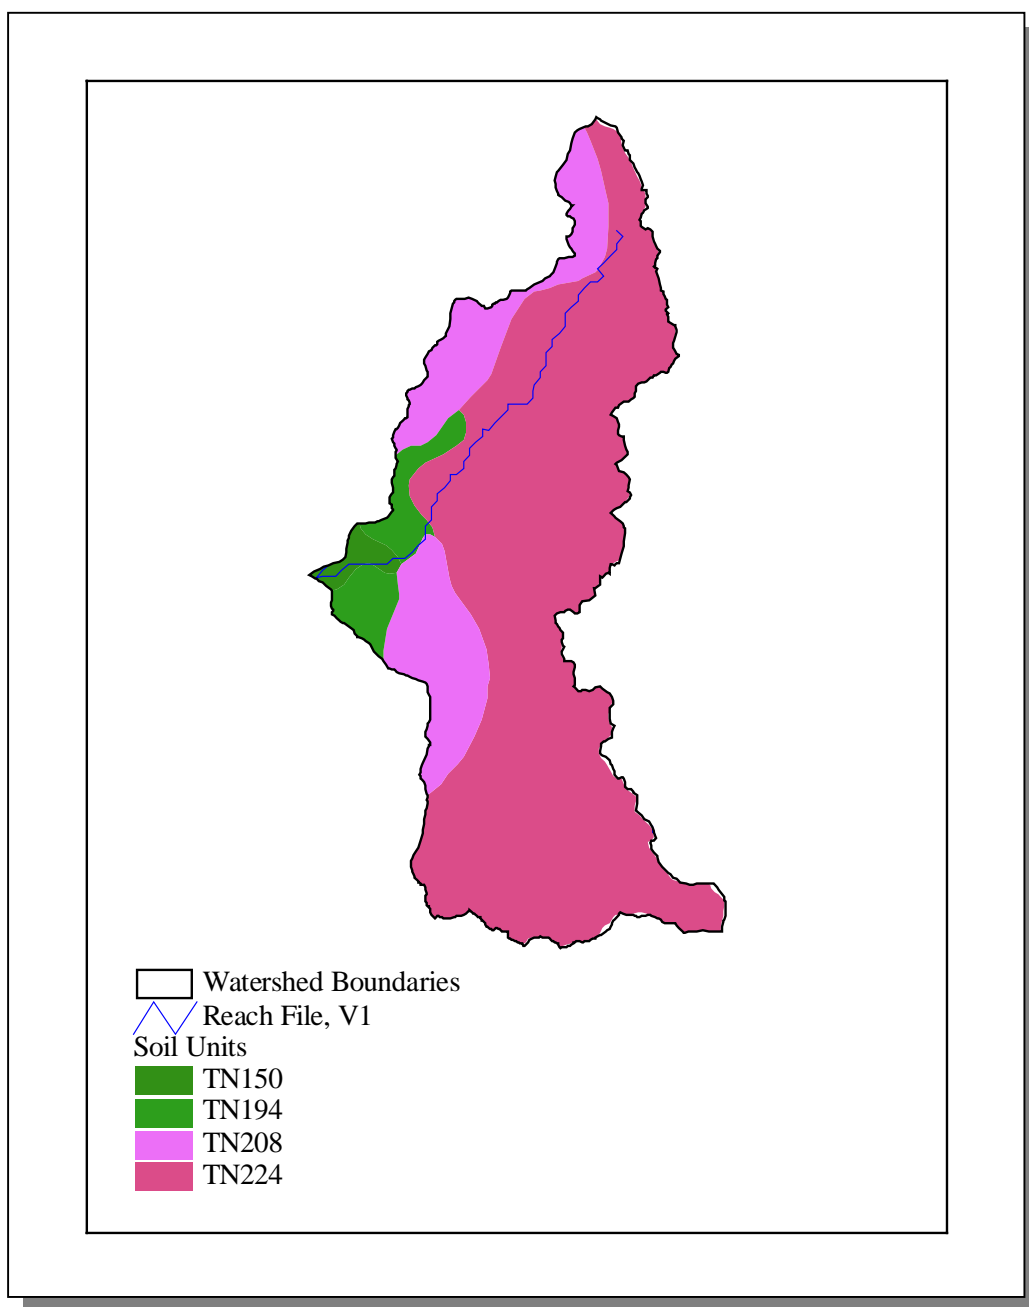 Watershed Boundaries
Reach File, V1
Soil Units
TN150
TN194
TN208
TN224